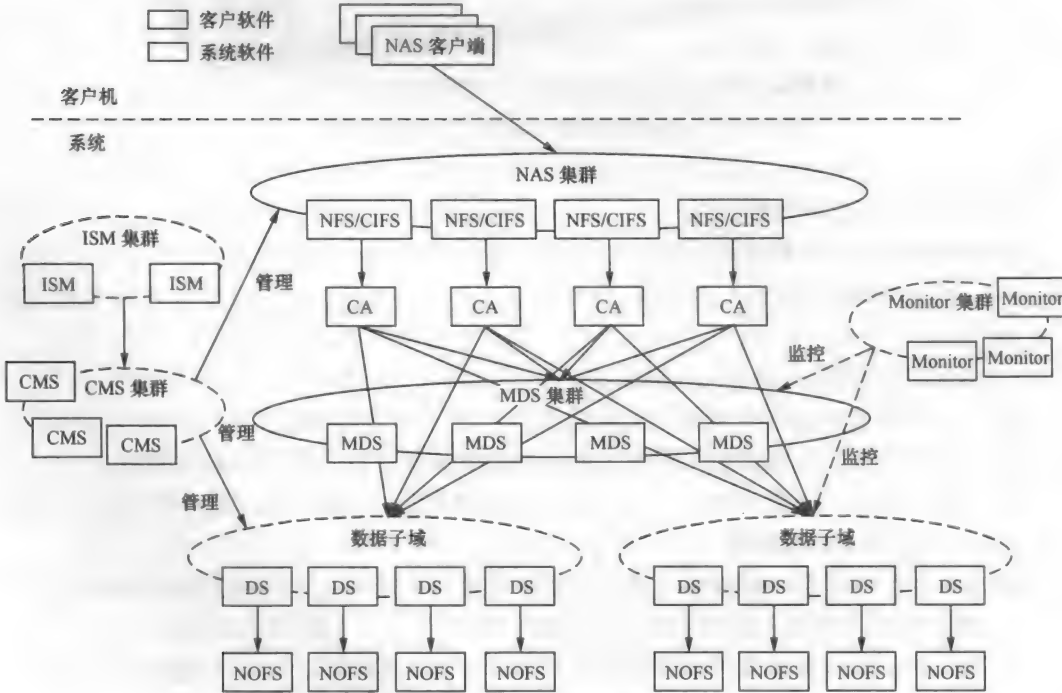 客户软件
系统软件
NAS 客户端
客户机
系统
NAS 集群
NFS/CIFS NFS/CIFS NFS/CIFS NFS/CIFS
ISM 集群
ISM ISM
管理
CA CA CA CA
Monitor 集群 Monitor
Monitor Monitor
监控
CMS CMS 集群
CMS CMS
管理
MDS 集群
MDS MDS MDS MDS
监控
管理
数据子域 数据子域
DS DS DS DS DS DS DS DS
NOFS NOFS NOFS NOFS NOFS NOFS NOFS NOFS